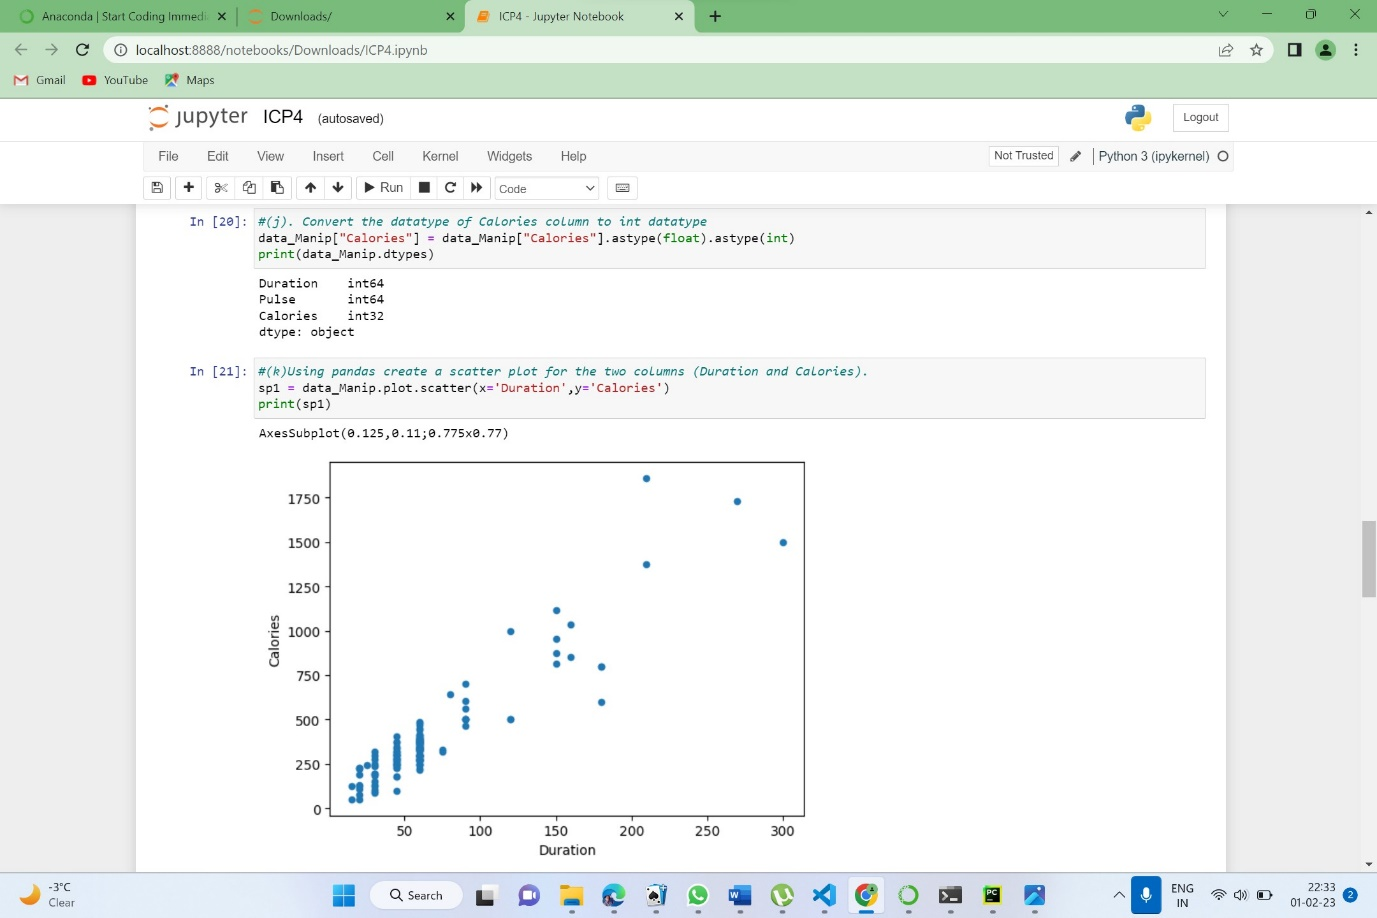 Anaconda | Start Coding Immedi
Downloads/
ICP4 - Jupyter Notebook
localhost:8888/notebooks/Downloads/ICP4.ipynb
Gmail
YouTube
Maps
jupyter ICP4 (autosaved)
Logout
File Edit View Insert Cell Kernel Widgets Help
Not Trusted
Python 3 (ipykernel)
Run
Code
In [20]: #(j). Convert the datatype of Calories column to int datatype
data_Manip["Calories"] = data_Manip["Calories"].astype(float).astype(int)
print(data_Manip.dtypes)
Duration int64
Pulse int64
Calories int32
dtype: object
In [21]: #(k)Using pandas create a scatter plot for the two columns (Duration and Calories).
sp1 = data_Manip.plot.scatter(x='Duration',y='Calories')
print(sp1)
AxesSubplot(0.125,0.11;0.775x0.77)
1750
1500
1250
1000
750
500
250
0
Calories
50 100 150 200 250 300
Duration
-3°C
Clear
Search
ENG
IN
22:33
01-02-23
2